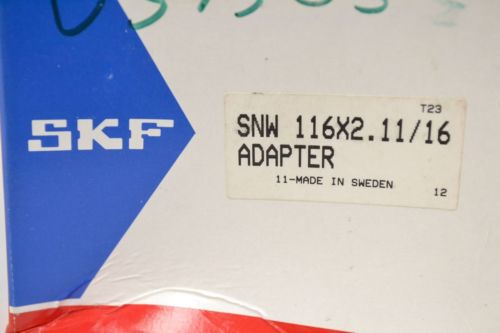 SKF
T23
SNW 116X2.11/16
ADAPTER
11-MADE IN SWEDEN
12